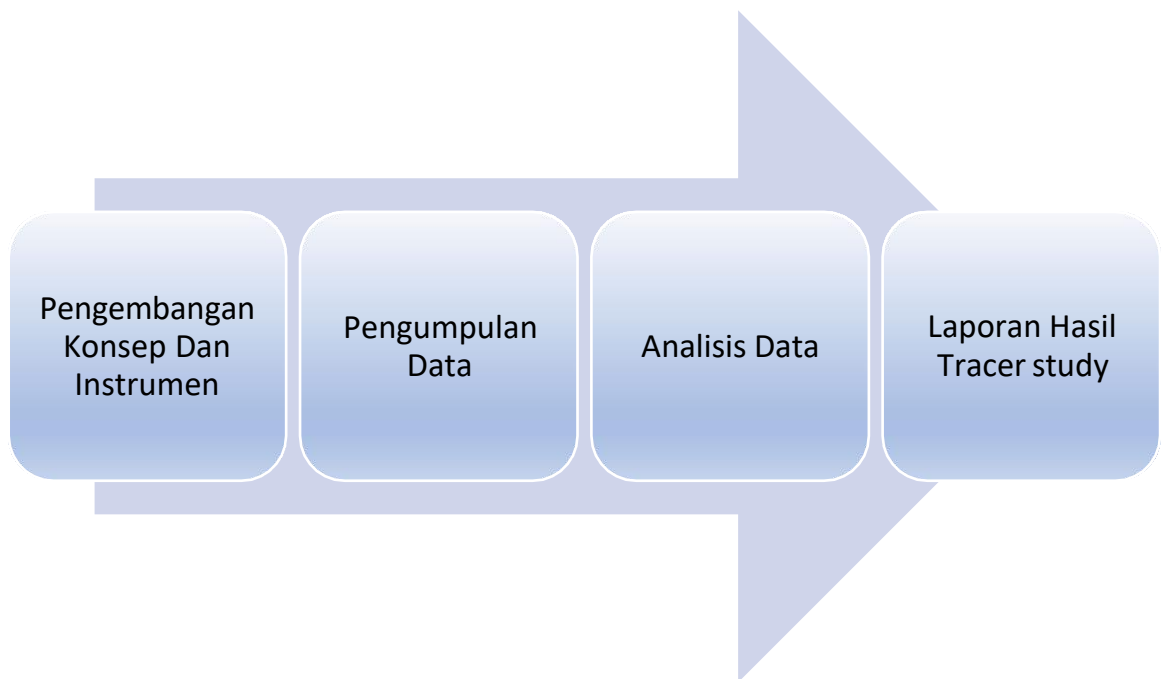 Pengembangan
Konsep Dan
Instrumen
Pengumpulan
Data
Analisis Data
Laporan Hasil
Tracer study